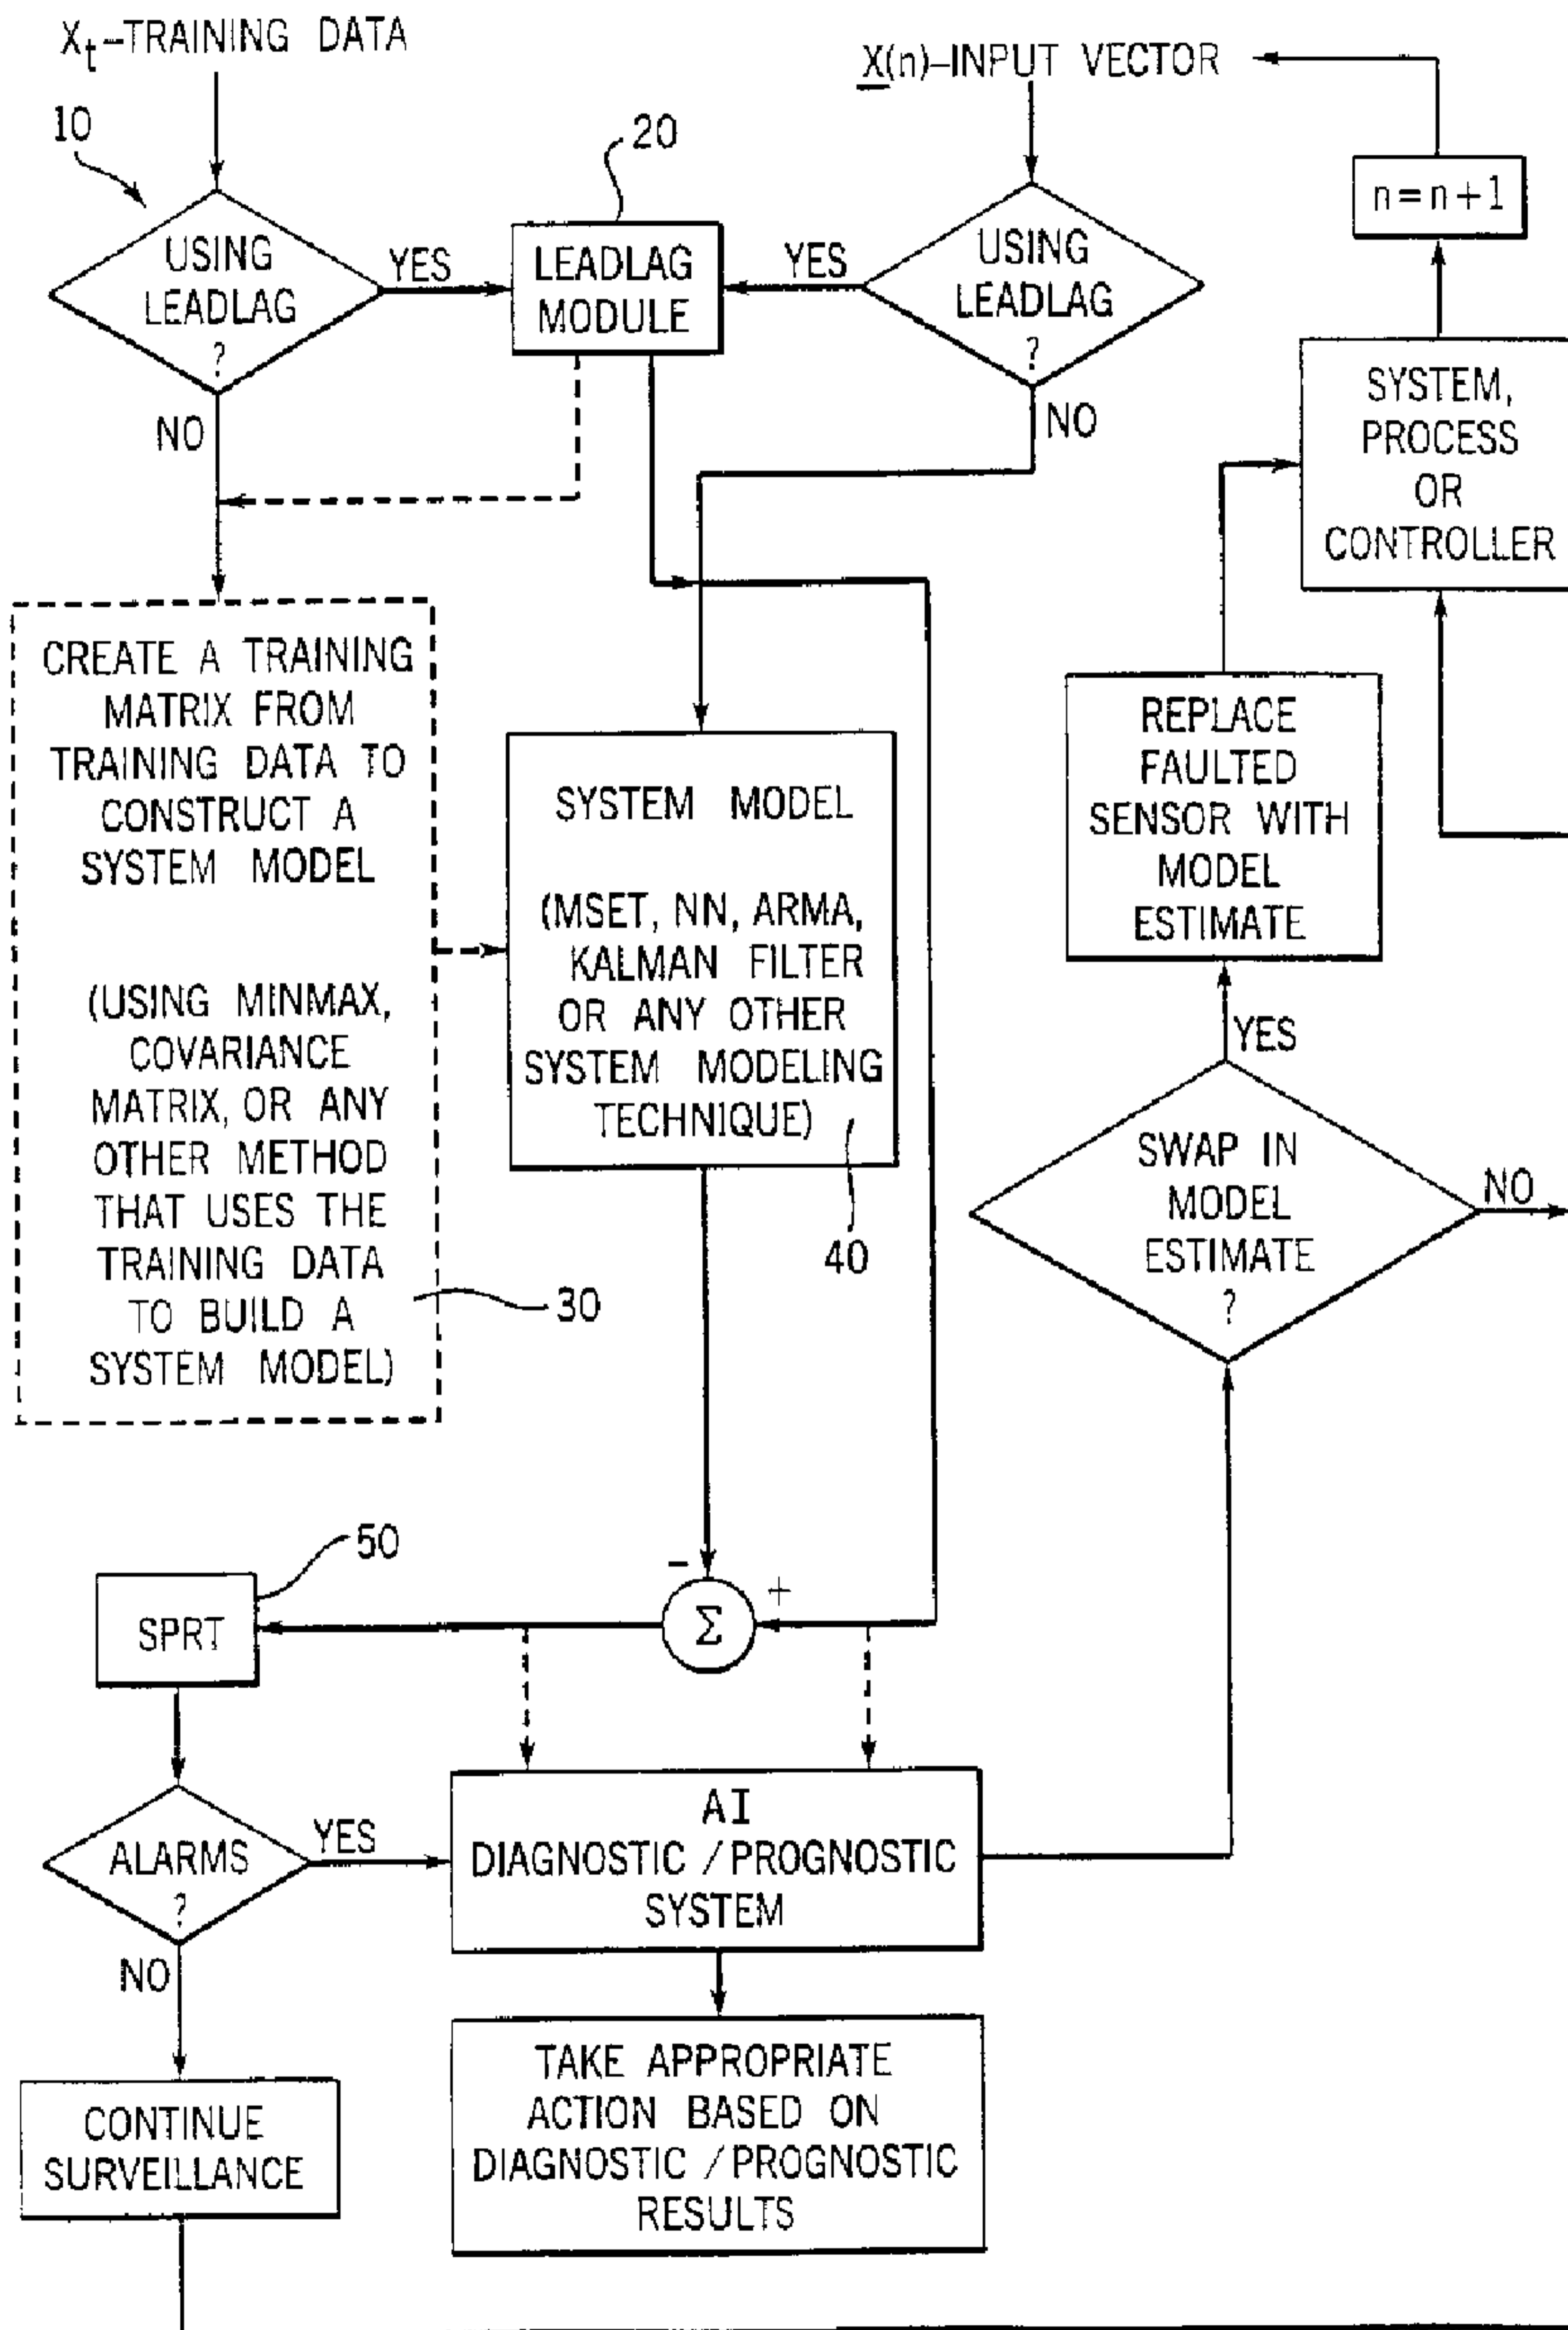 Xt-TRAINING DATA
10
USING
LEADLAG
?
YES
NO
20
LEADLAG
MODULE
X(n)-INPUT VECTOR
USING
LEADLAG
?
YES
NO
n=n+1
SYSTEM,
PROCESS
OR
CONTROLLER
CREATE A TRAINING
MATRIX FROM
TRAINING DATA TO
CONSTRUCT A
SYSTEM MODEL
(USING MINMAX,
COVARIANCE
MATRIX, OR ANY
OTHER METHOD
THAT USES THE
TRAINING DATA
TO BUILD A
SYSTEM MODEL)
30
SYSTEM MODEL
(MSET, NN, ARMA,
KALMAN FILTER
OR ANY OTHER
SYSTEM MODELING
TECHNIQUE)
40
REPLACE
FAULTED
SENSOR WITH
MODEL
ESTIMATE
YES
SWAP IN
MODEL
ESTIMATE
?
NO
50
SPRT
-
Σ
+
ALARMS
?
YES
NO
AI
DIAGNOSTIC / PROGNOSTIC
SYSTEM
CONTINUE
SURVEILLANCE
TAKE APPROPRIATE
ACTION BASED ON
DIAGNOSTIC / PROGNOSTIC
RESULTS